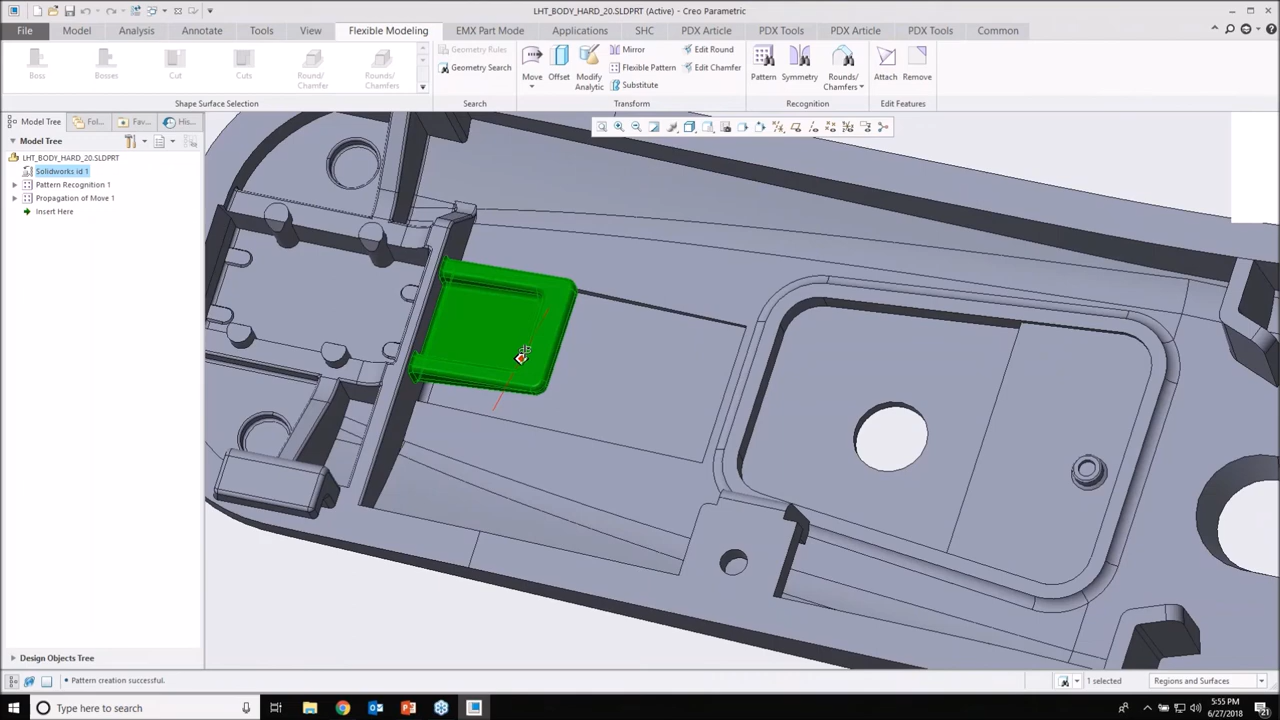 LHT_BODY_HARD_20.SLDPRT (Active) - Creo Parametric
File Model Analysis Annotate Tools View Flexible Modeling EMX Part Mode Applications SHC PDX Article PDX Tools PDX Article PDX Tools Common
Boss Bosses Cut Cuts Round/ Chamfer Rounds/ Chamfers
Shape Surface Selection
Geometry Rules
Geometry Search
Search
Move Offset Modify Analytic
Mirror
Flexible Pattern
Substitute
Edit Round
Edit Chamfer
Transform
Pattern Symmetry Rounds/ Chamfers
Recognition
Attach Remove
Edit Features
Model Tree Fol... Fav... His...
Model Tree
LHT_BODY_HARD_20.SLDPRT
Solidworks id 1
Pattern Recognition 1
Propagation of Move 1
Insert Here
Design Objects Tree
Pattern creation successful.
1 selected
Regions and Surfaces
Type here to search
5:55 PM
6/27/2018